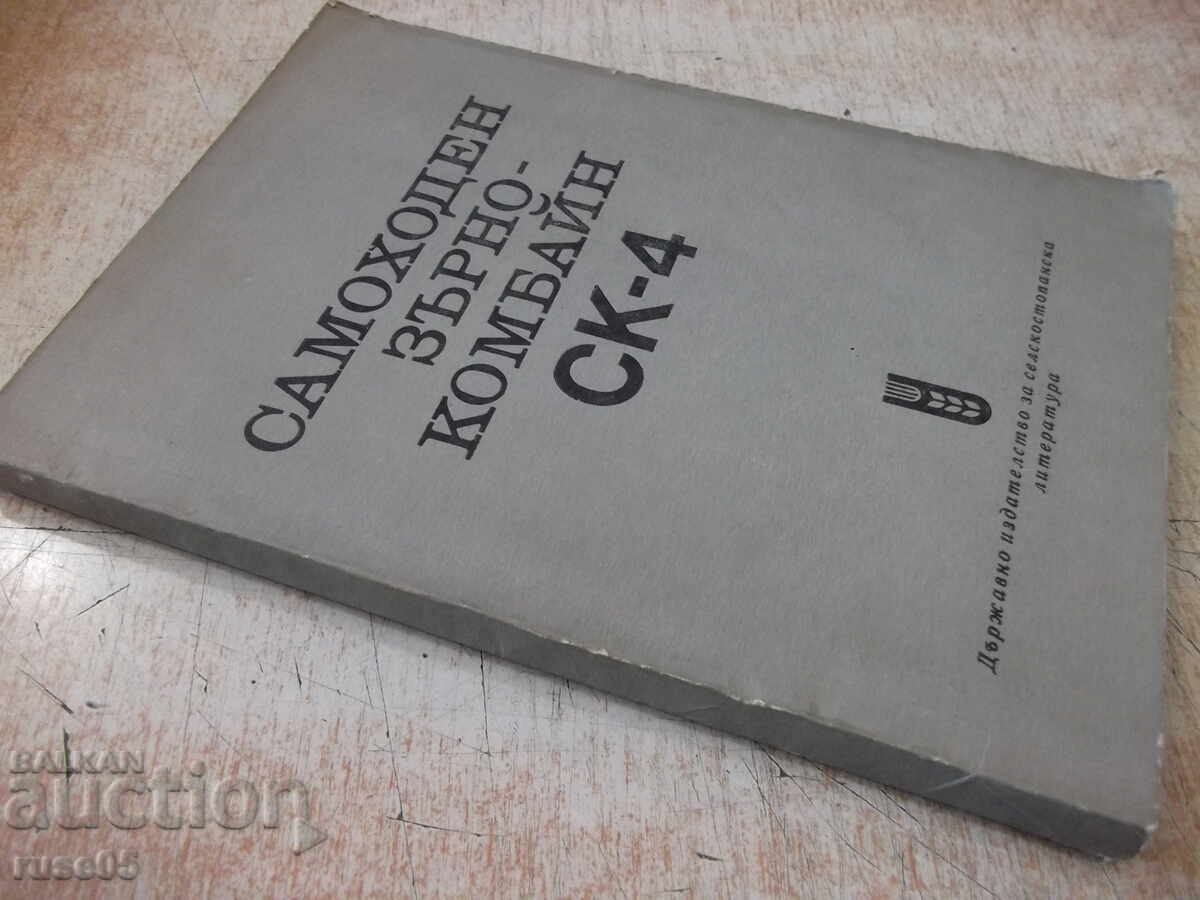 САМОХОДЕН
ЗЪРНО-
КОМБАЙН
СК-4
Държавно издателство за селскостопанска
литература
BALKAN
auction
ruse05